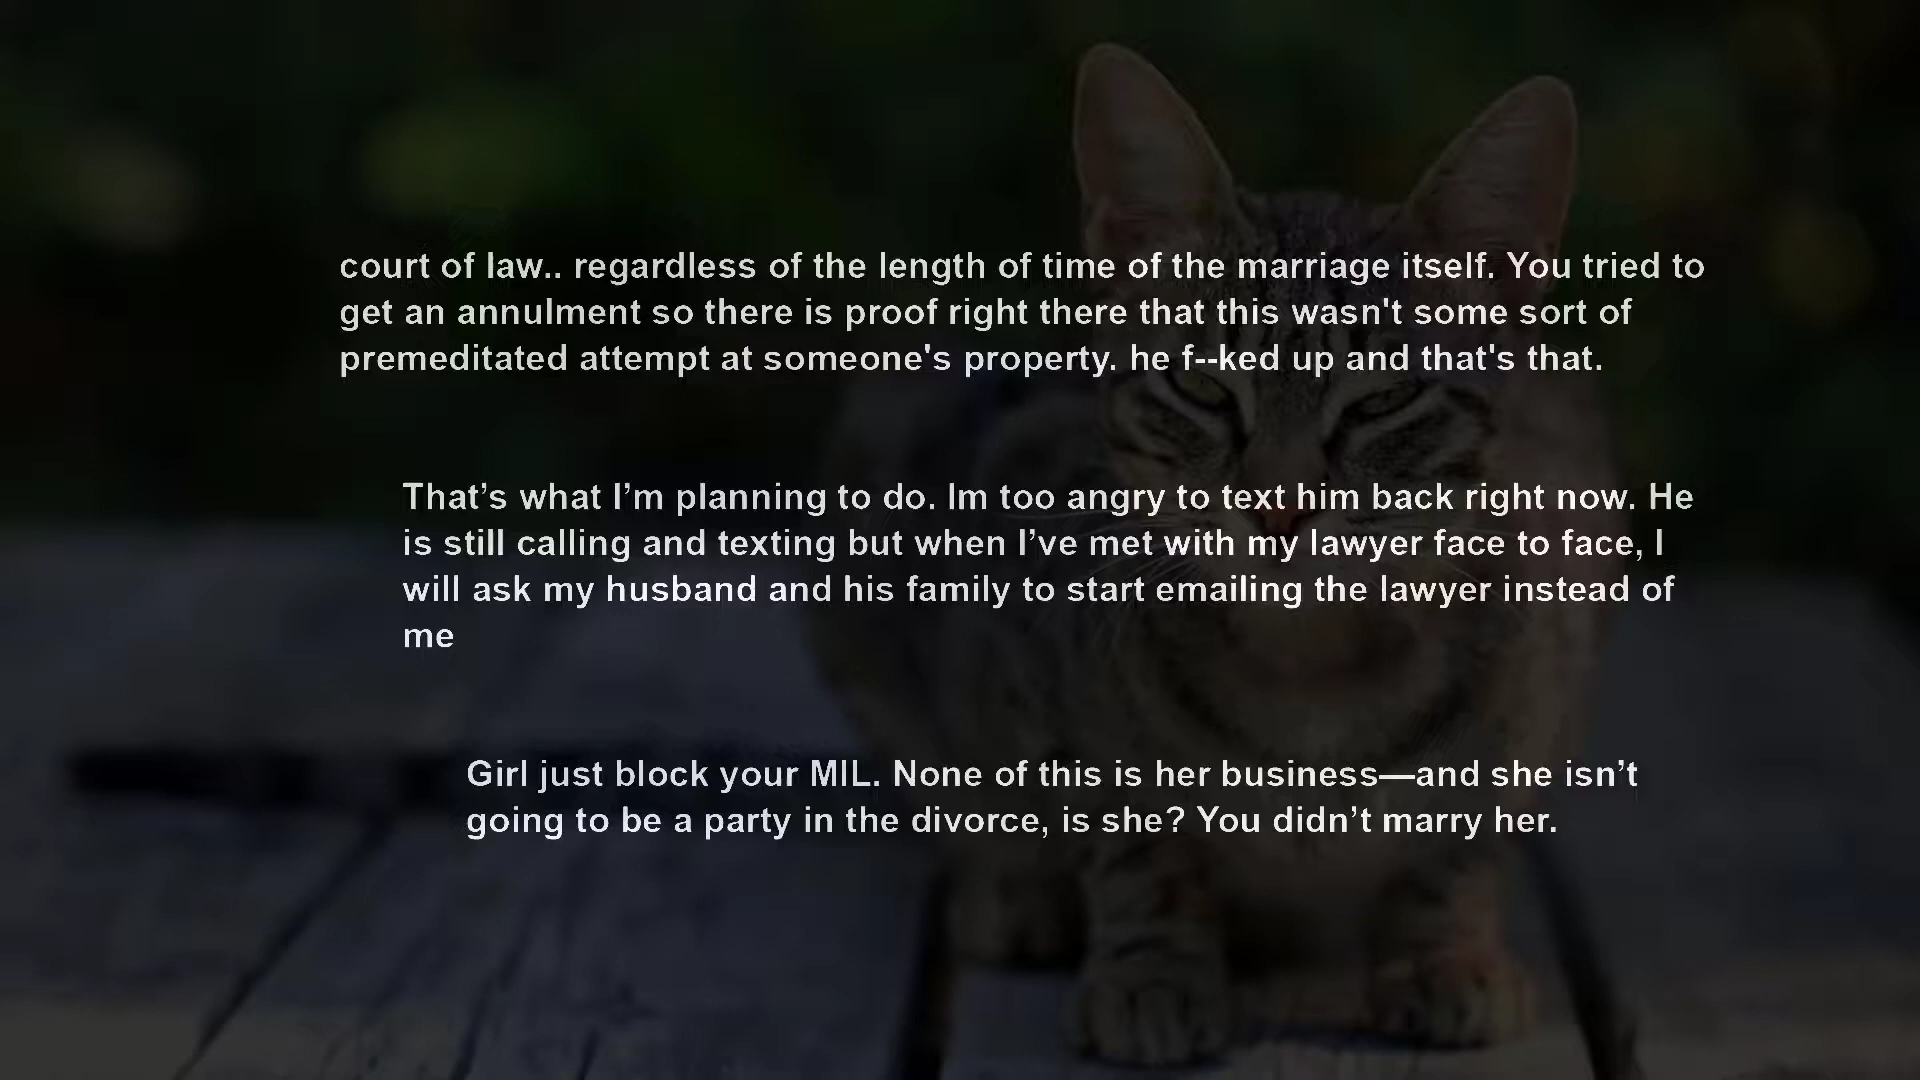 court of law.. regardless of the length of time of the marriage itself. You tried to
get an annulment so there is proof right there that this wasn't some sort of
premeditated attempt at someone's property. he f--ked up and that's that.
That’s what I’m planning to do. Im too angry to text him back right now. He
is still calling and texting but when I’ve met with my lawyer face to face, I
will ask my husband and his family to start emailing the lawyer instead of
me
Girl just block your MIL. None of this is her business—and she isn’t
going to be a party in the divorce, is she? You didn’t marry her.